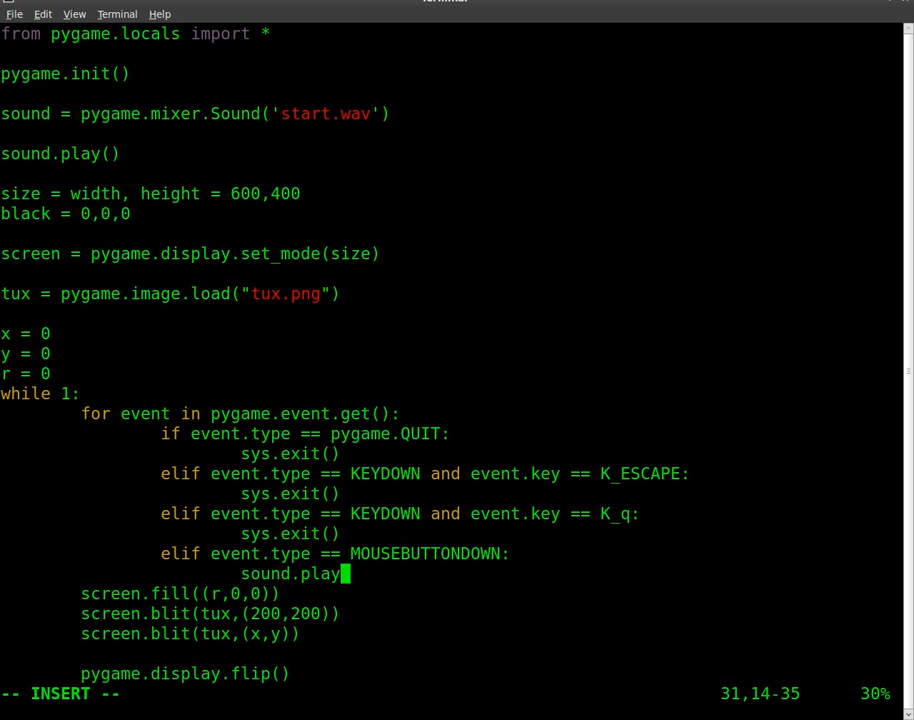 Terminal
File Edit View Terminal Help
from pygame.locals import *
pygame.init()
sound = pygame.mixer.Sound('start.wav')
sound.play()
size = width, height = 600,400
black = 0,0,0
screen = pygame.display.set_mode(size)
tux = pygame.image.load("tux.png")
x = 0
y = 0
r = 0
while 1:
for event in pygame.event.get():
if event.type == pygame.QUIT:
sys.exit()
elif event.type == KEYDOWN and event.key == K_ESCAPE:
sys.exit()
elif event.type == KEYDOWN and event.key == K_q:
sys.exit()
elif event.type == MOUSEBUTTONDOWN:
sound.play
screen.fill((r,0,0))
screen.blit(tux,(200,200))
screen.blit(tux,(x,y))
pygame.display.flip()
-- INSERT -- 31,14-35 30%